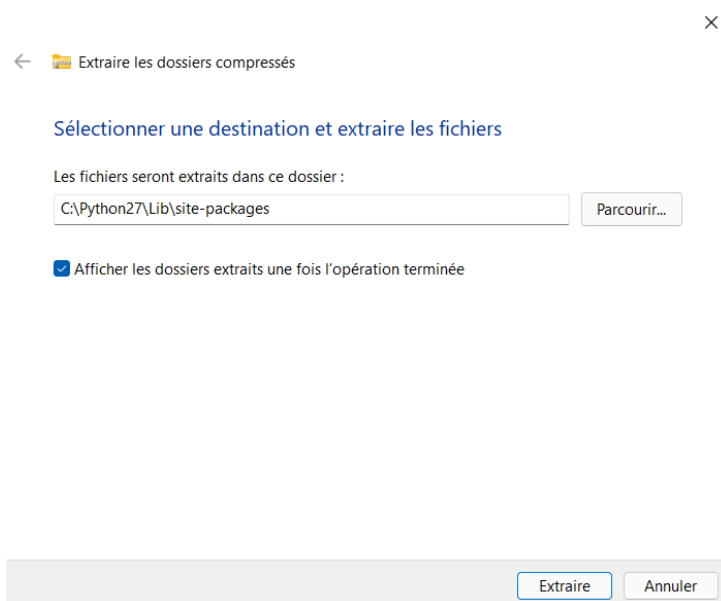 Extraire les dossiers compressés
Sélectionner une destination et extraire les fichiers
Les fichiers seront extraits dans ce dossier :
C:\Python27\Lib\site-packages
Parcourir...
Afficher les dossiers extraits une fois l’opération terminée
Extraire
Annuler